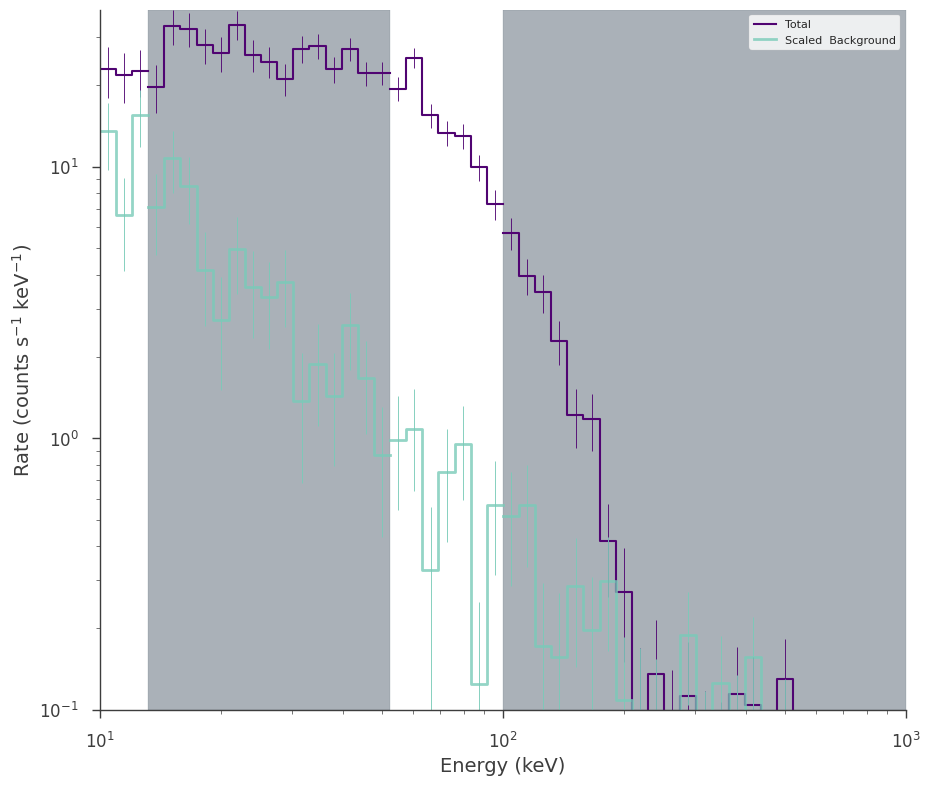 Total
Scaled  Background
Rate (counts s⁻¹ keV⁻¹)
10¹
10⁰
10⁻¹
10¹
10²
10³
Energy (keV)